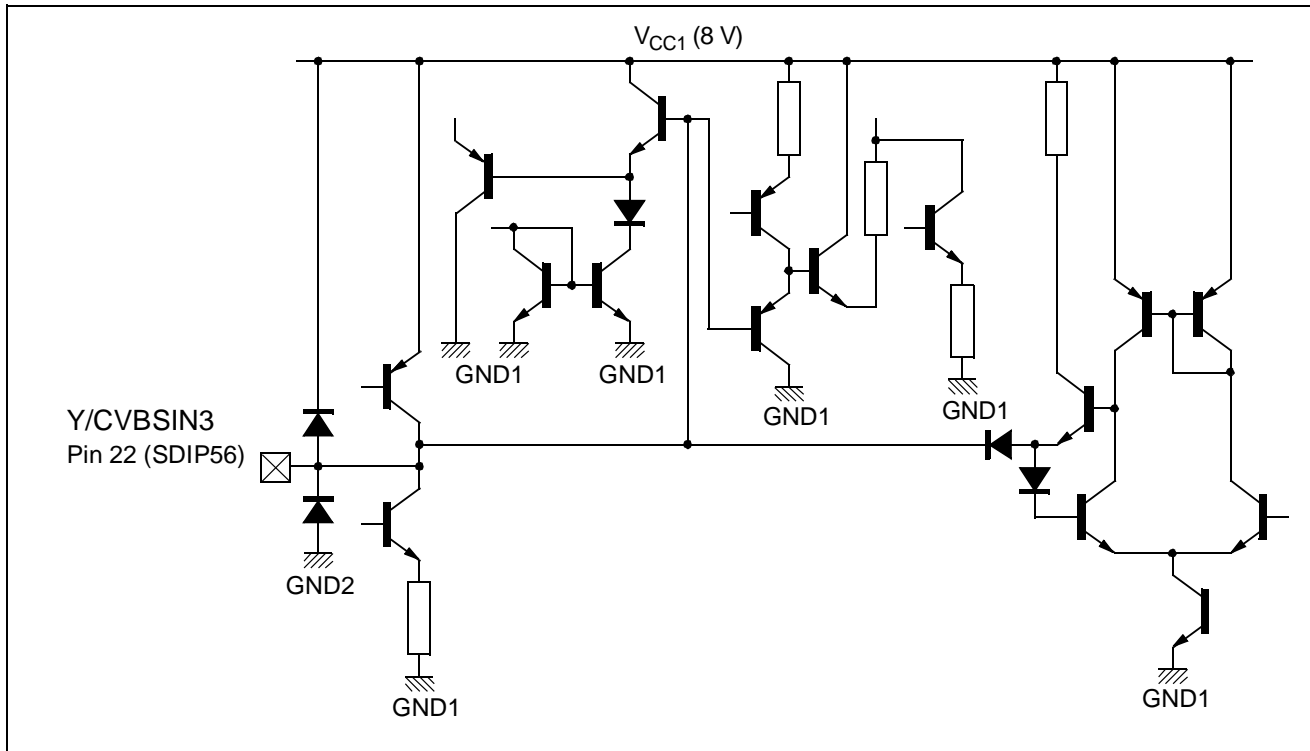 VCC1 (8 V)
GND1
GND1
GND1
GND1
Y/CVBSIN3
Pin 22 (SDIP56)
GND2
GND1
GND1